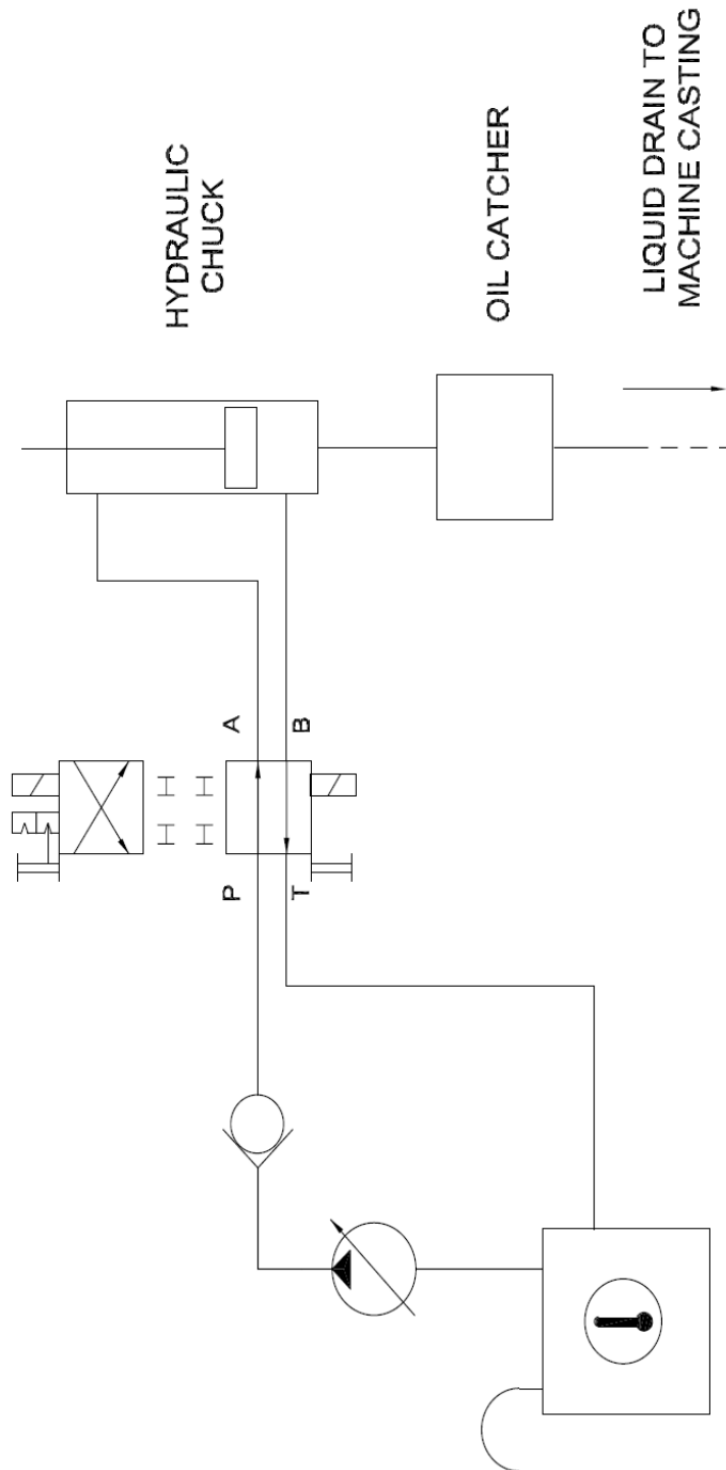 HYDRAULIC
CHUCK
OIL CATCHER
LIQUID DRAIN TO
MACHINE CASTING
A
B
P
T